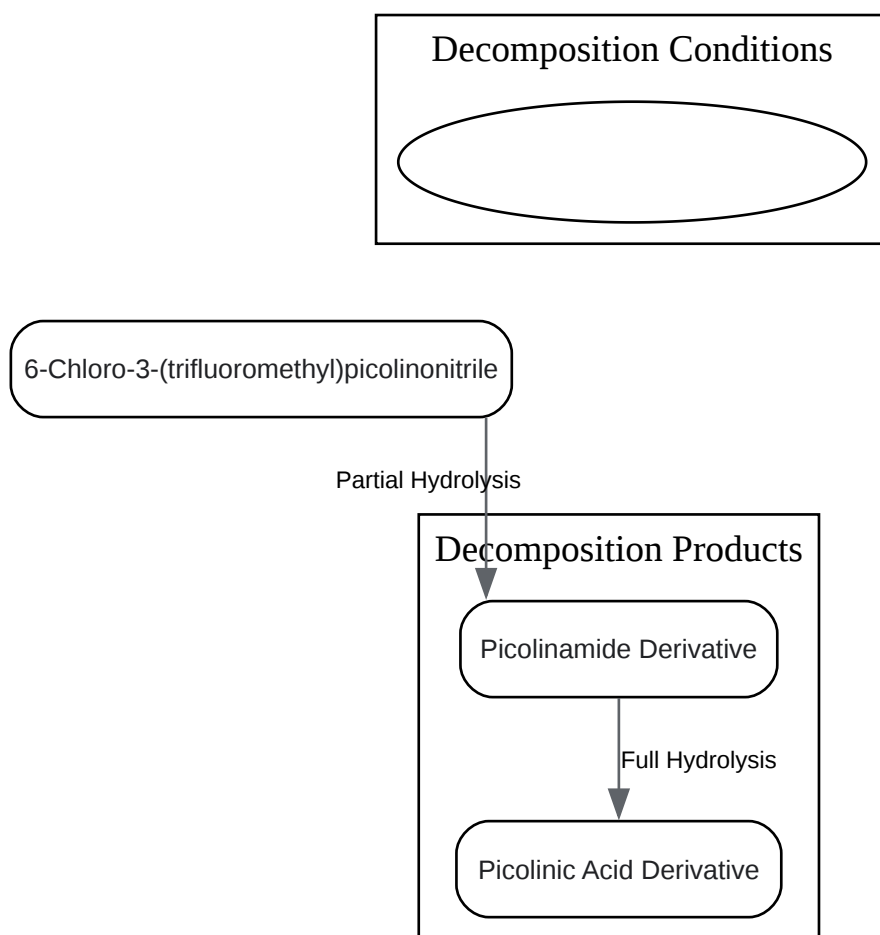 Decomposition Conditions
6-Chloro-3-(trifluoromethyl)picolinonitrile
Partial Hydrolysis
Decomposition Products
Picolinamide Derivative
Full Hydrolysis
Picolinic Acid Derivative